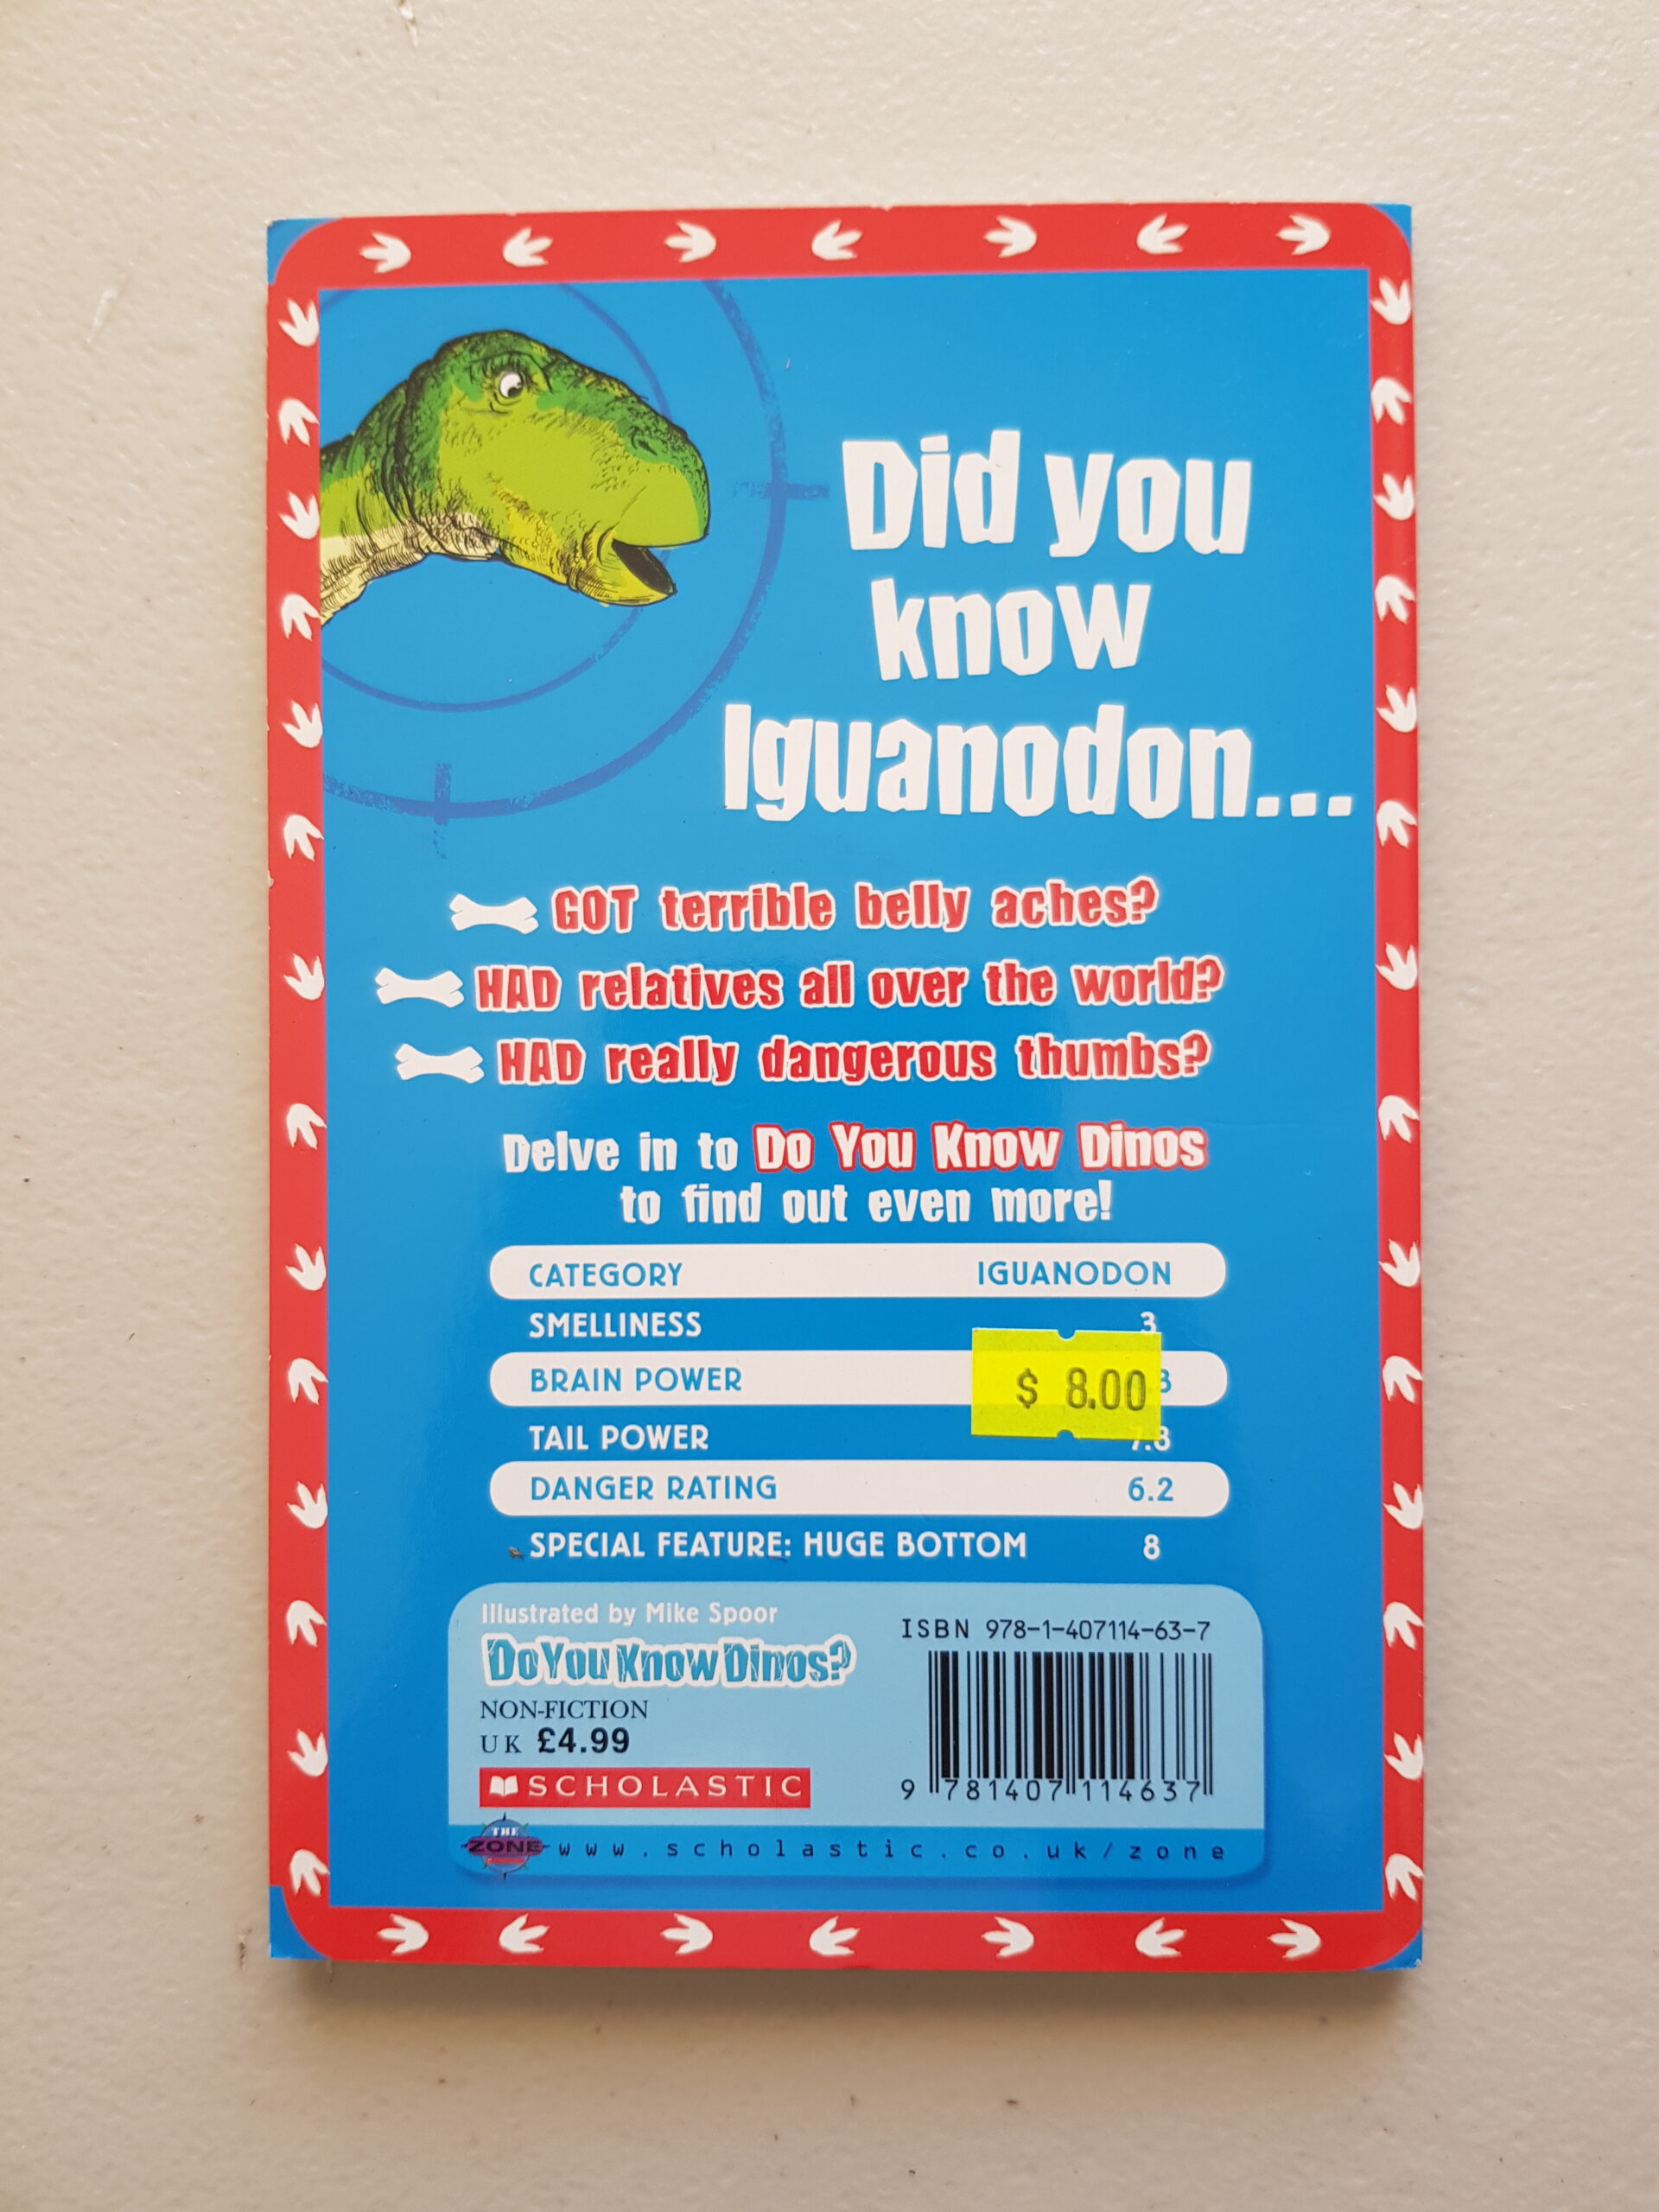 Did you
know
Iguanodon...
GOT terrible belly aches?
HAD relatives all over the world?
HAD really dangerous thumbs?
Delve in to Do You Know Dinos
to find out even more!
CATEGORY IGUANODON
SMELLINESS 3
BRAIN POWER
$ 8.00
TAIL POWER
DANGER RATING 6.2
SPECIAL FEATURE: HUGE BOTTOM 8
Illustrated by Mike Spoor
Do You Know Dinos?
NON-FICTION
UK £4.99
SCHOLASTIC
ISBN 978-1-407114-63-7
9 781407 114637
THE
ZONE
www.scholastic.co.uk/zone